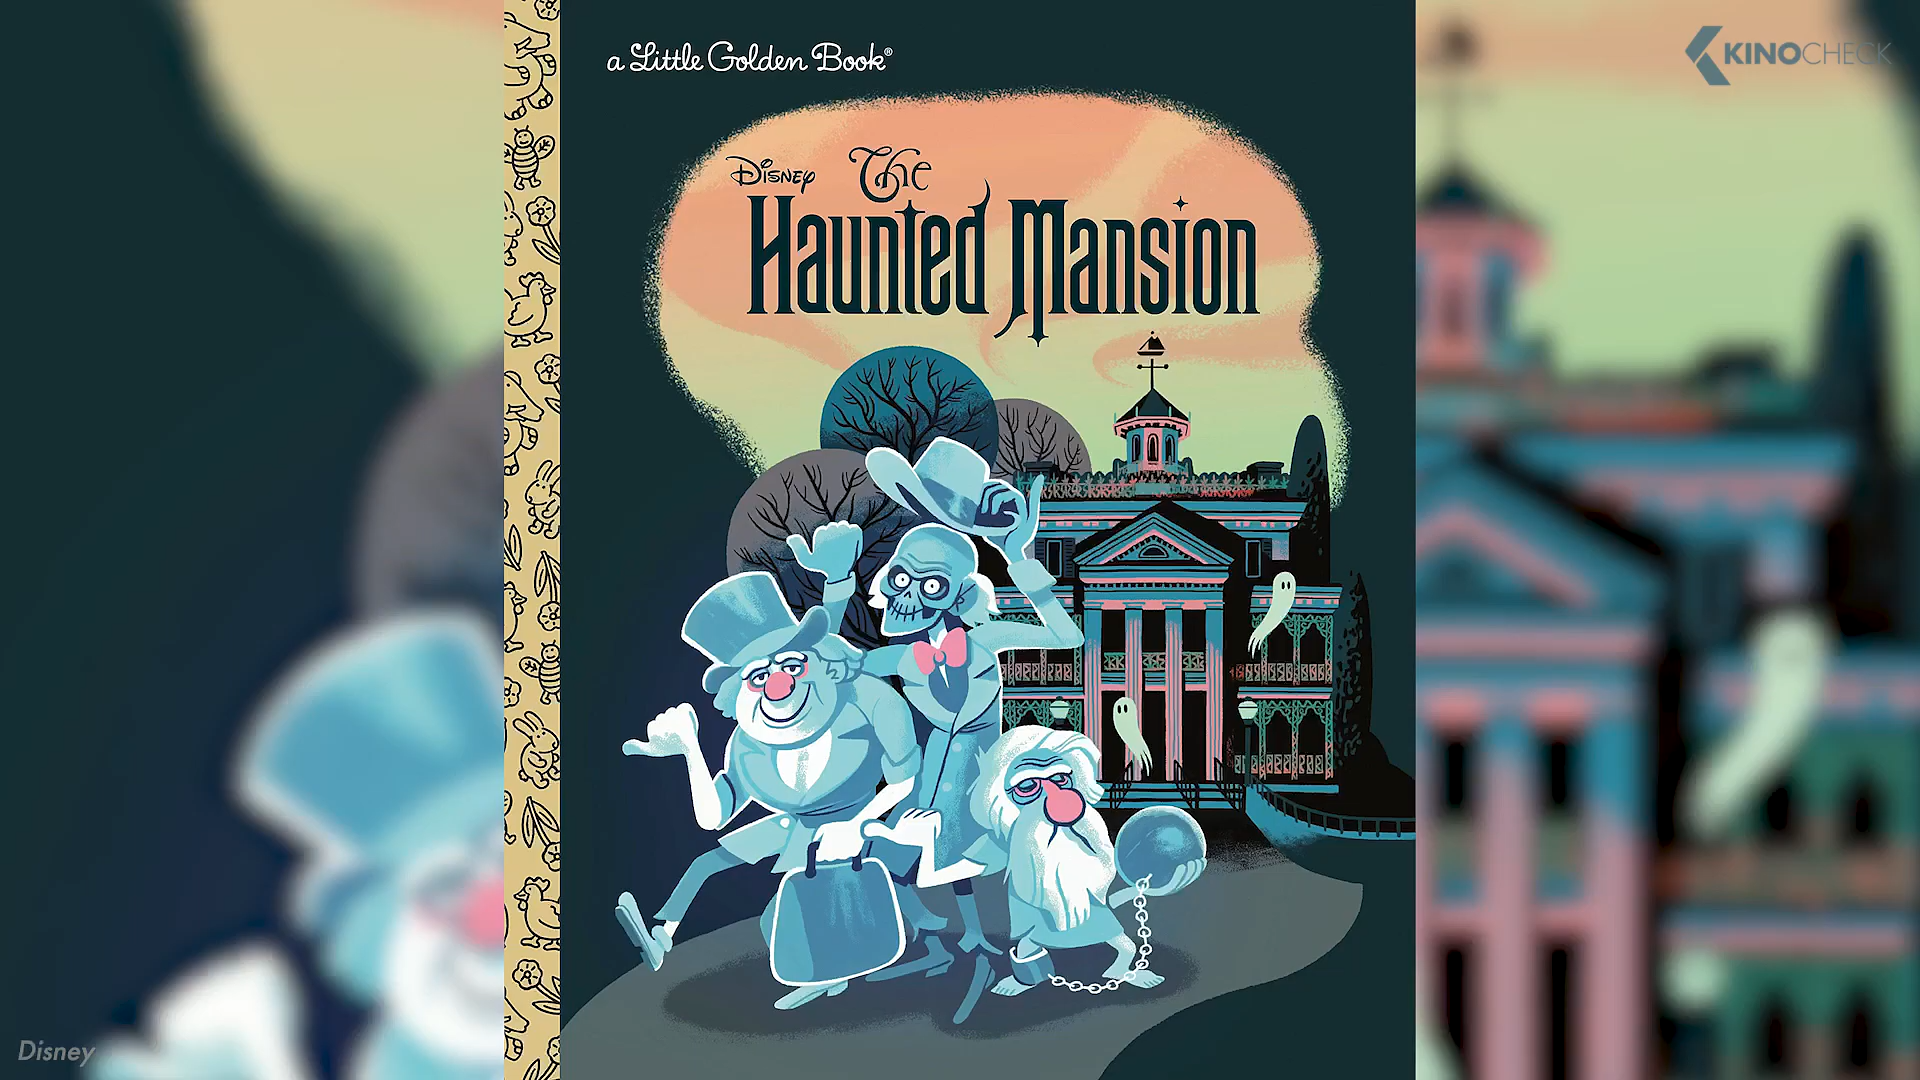 a Little Golden Book®
KINOCHECK
Disney The
Haunted Mansion
Disney